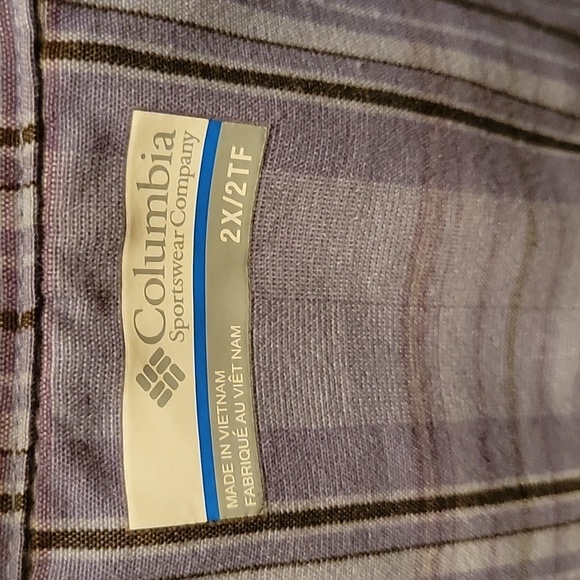 Columbia
Sportswear Company
2X/2TF
MADE IN VIETNAM
FABRIQUÉ AU VIÊT NAM